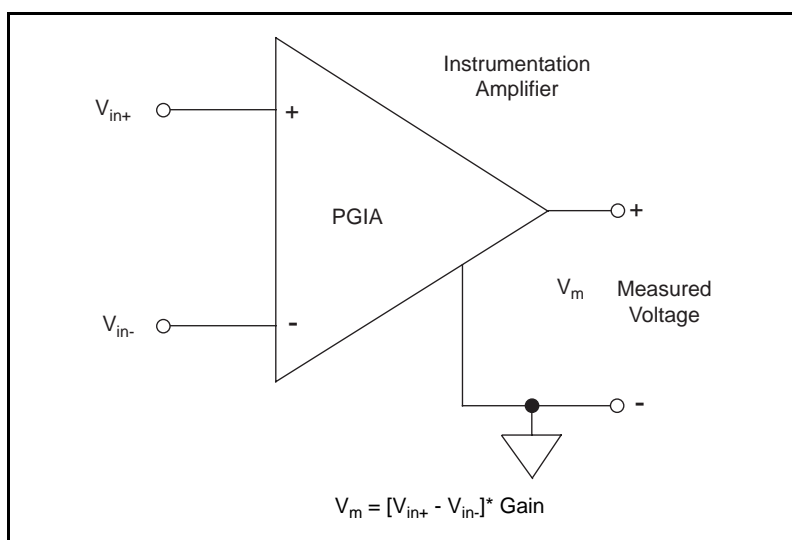 Instrumentation
Amplifier
Vin+
+
PGIA
+
Vm Measured
Voltage
Vin-
-
-
Vm = [Vin+ - Vin-]* Gain